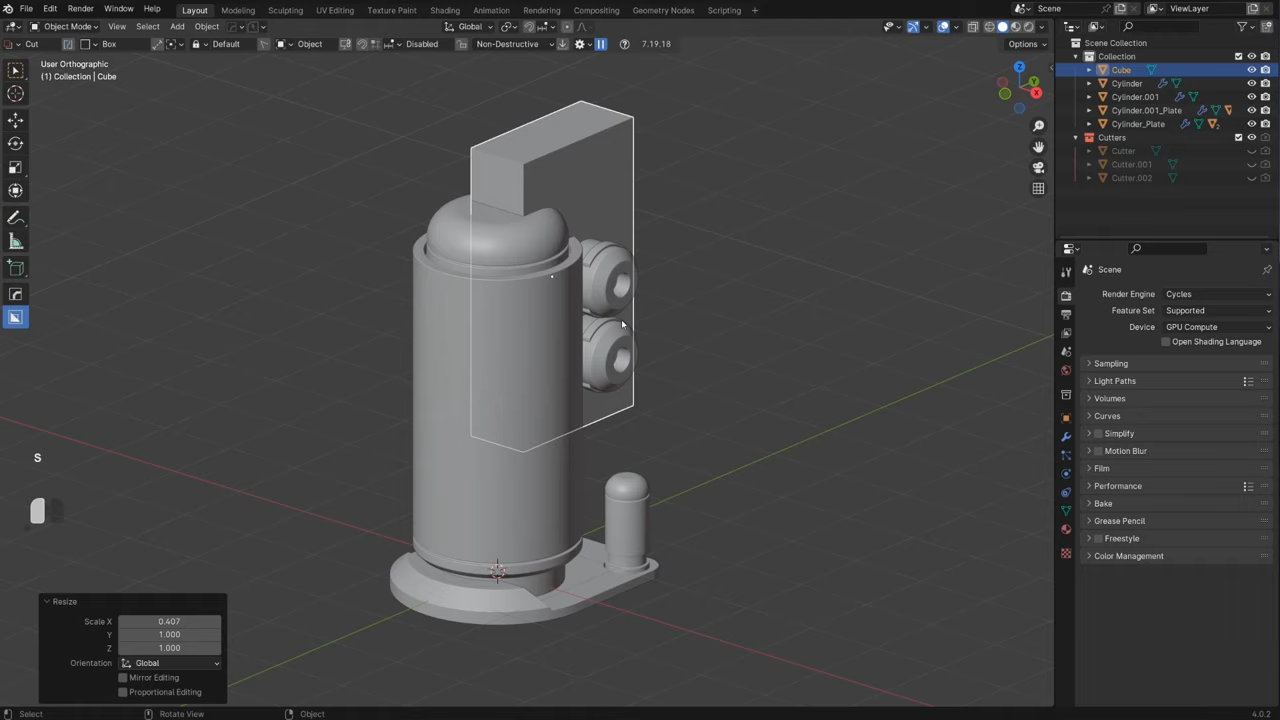 File Edit Render Window Help Layout Modeling Sculpting UV Editing Texture Paint Shading Animation Rendering Compositing Geometry Nodes Scripting + Scene ViewLayer
Object Mode View Select Add Object Global
Cut Box Default Object Disabled Non-Destructive 7.19.18 Options
User Orthographic
(1) Collection | Cube
Z
Y
X
Scene Collection
Collection
Cube
Cylinder
Cylinder.001
Cylinder.001_Plate
Cylinder_Plate 2
Cutters
Cutter
Cutter.001
Cutter.002
Scene
Render Engine Cycles
Feature Set Supported
Device GPU Compute
Open Shading Language
Sampling
Light Paths
Volumes
Curves
Simplify
Motion Blur
Film
Performance
Bake
Grease Pencil
Freestyle
Color Management
S
Resize
Scale X 0.407
Y 1.000
Z 1.000
Orientation Global
Mirror Editing
Proportional Editing
Select Rotate View Object 4.0.2